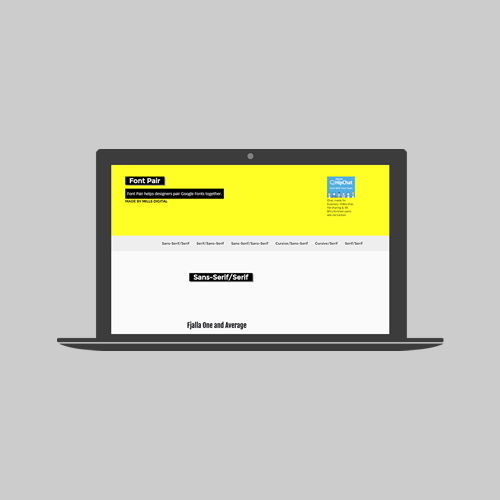 Font Pair
Font Pair helps designers pair Google Fonts together.
MADE BY MILLS DIGITAL
HipChat
Sans-Serif/Serif
Serif/Sans-Serif
Sans-Serif/Sans-Serif
Cursive/Sans-Serif
Cursive/Serif
Serif/Serif
Sans-Serif/Serif
Fjalla One and Average